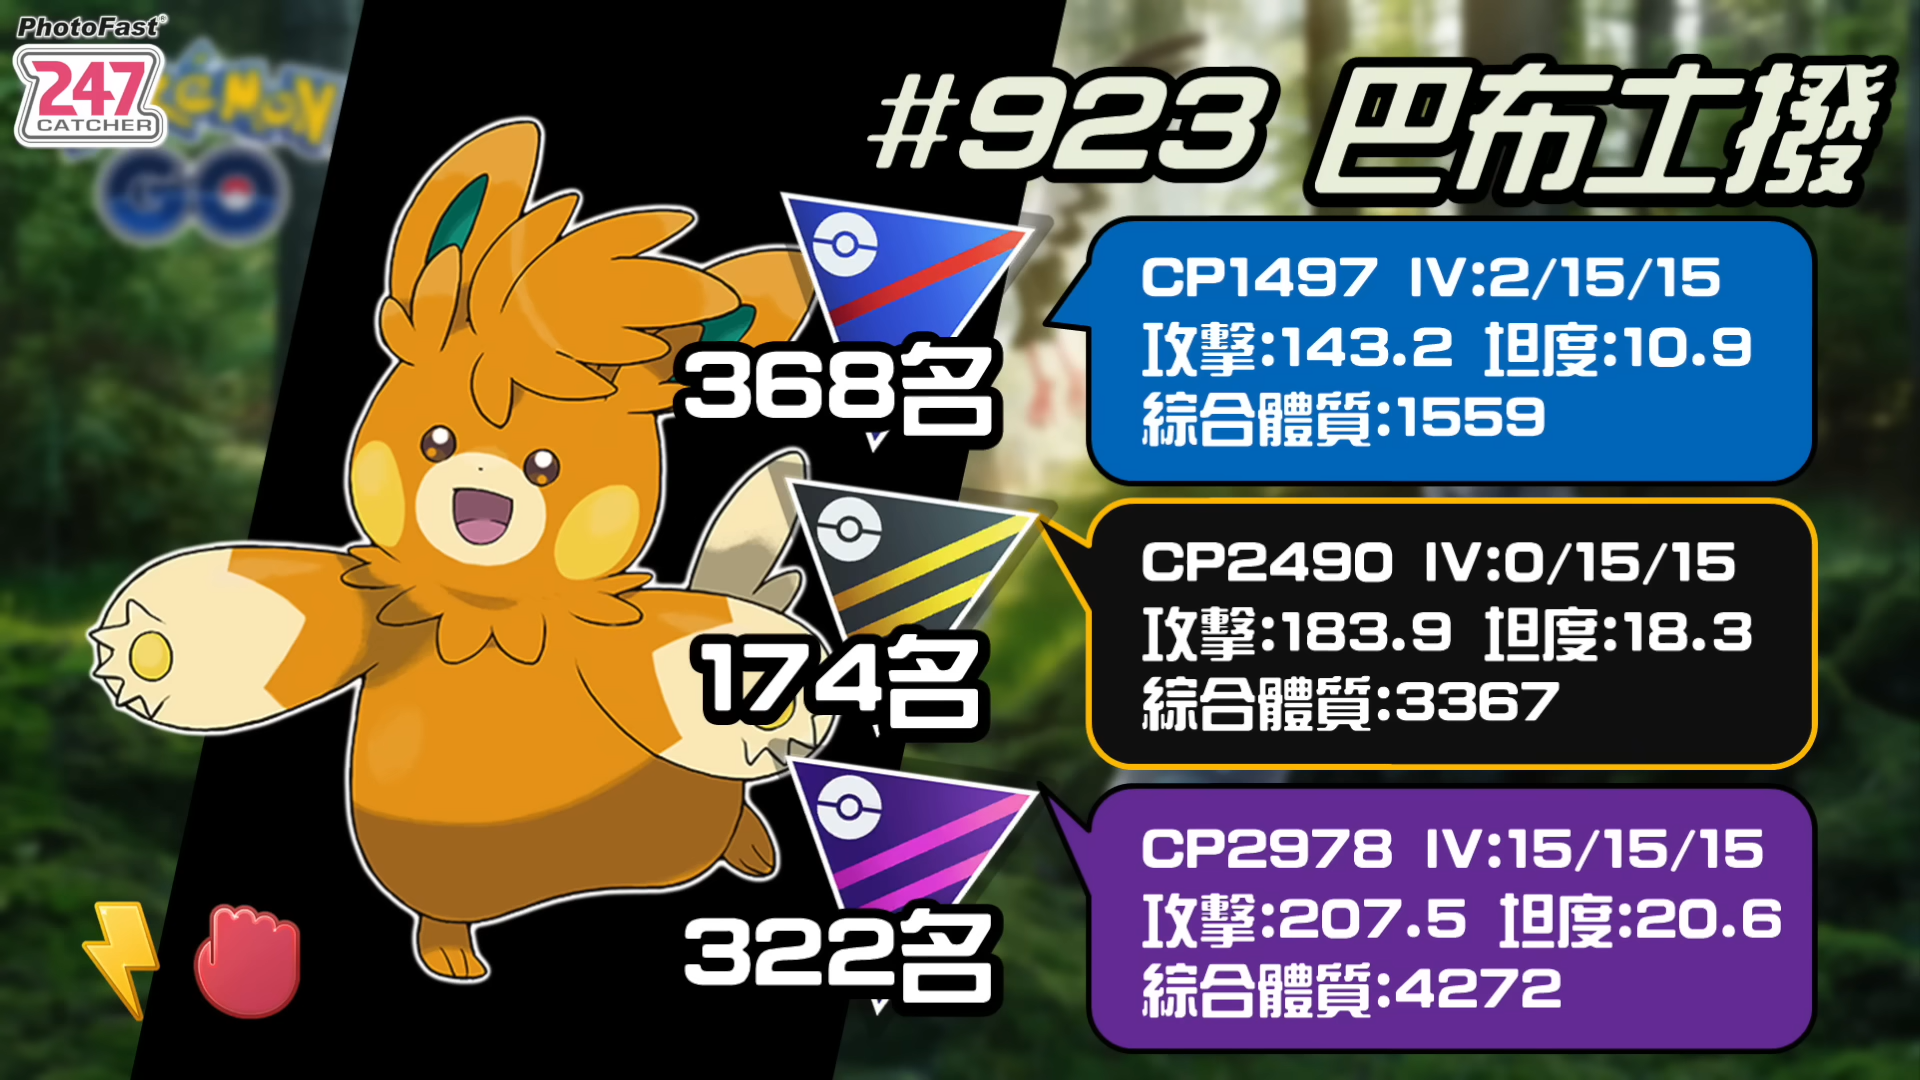 PhotoFast®
247
CATCHER
POKÉMON
GO
#923 巴布土撥
368名
CP1497 IV:2/15/15
攻擊:143.2 坦度:10.9
綜合體質:1559
174名
CP2490 IV:0/15/15
攻擊:183.9 坦度:18.3
綜合體質:3367
322名
CP2978 IV:15/15/15
攻擊:207.5 坦度:20.6
綜合體質:4272